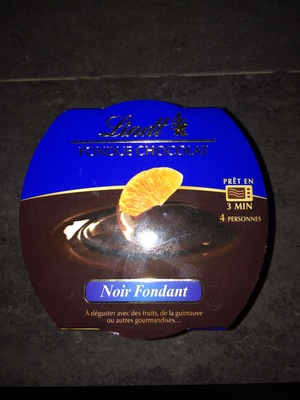 Lindt
FONDUE CHOCOLAT
PRÊT EN
3 MIN
4 PERSONNES
Noir Fondant
À déguster avec des fruits, de la guimauve
ou autres gourmandises...